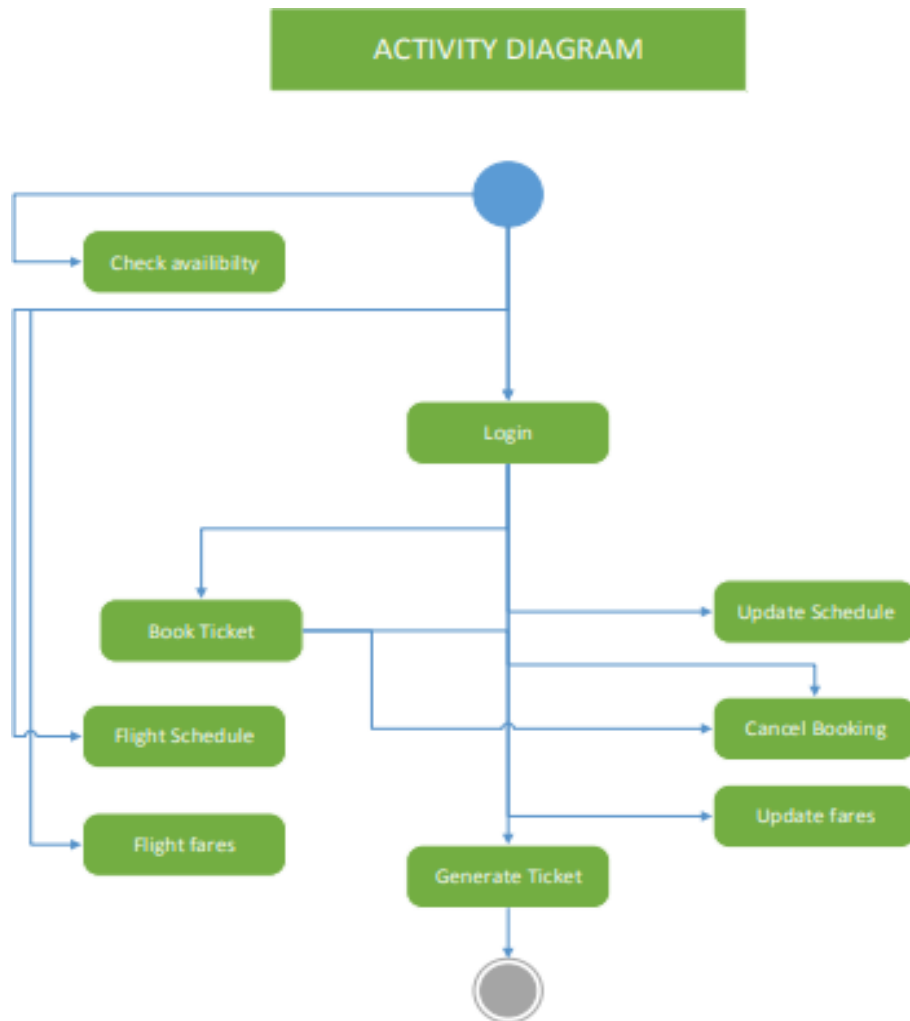 ACTIVITY DIAGRAM
Check availibilty
Login
Book Ticket
Update Schedule
Flight Schedule
Cancel Booking
Update fares
Flight fares
Generate Ticket